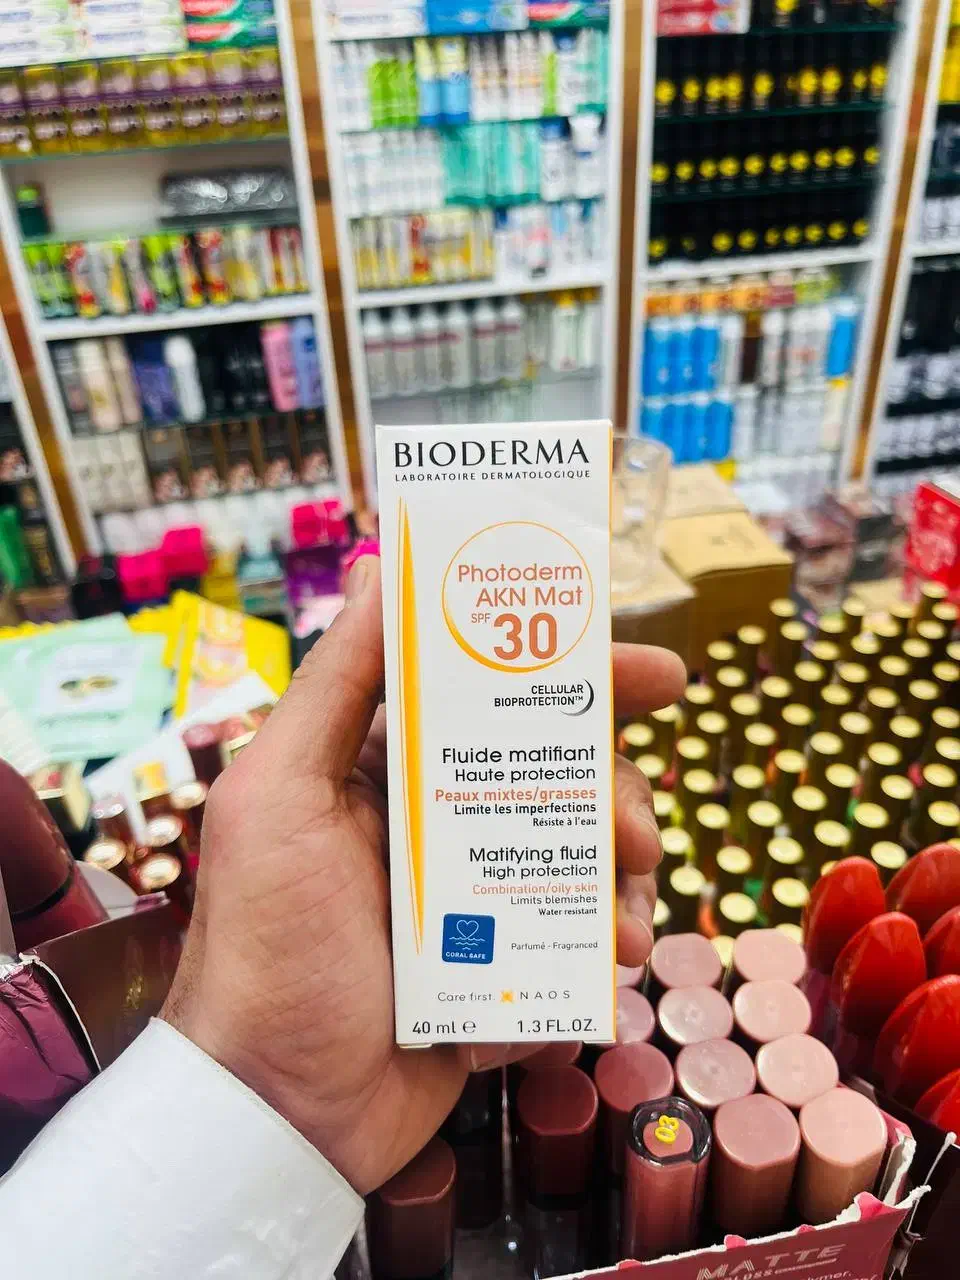 BIODERMA
LABORATOIRE DERMATOLOGIQUE
Photoderm
AKN Mat
SPF 30
CELLULAR
BIOPROTECTION™
Fluide matifiant
Haute protection
Peaux mixtes/grasses
Limite les imperfections
Résiste à l'eau
Matifying fluid
High protection
Combination/oily skin
Limits blemishes
Water resistant
CORAL SAFE
Parfumé - Fragranced
Care first. NAOS
40 ml ℮ 1.3 FL.OZ.
03
MATTE